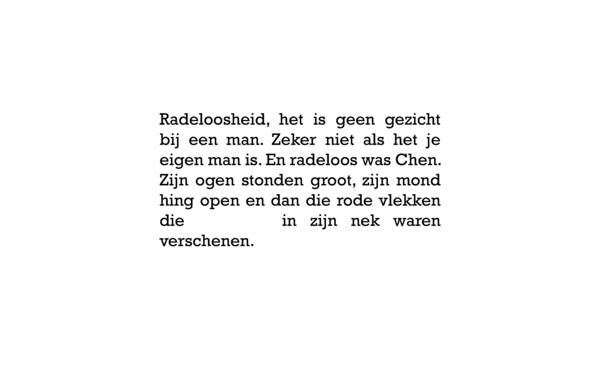 Radeloosheid, het is geen gezicht
bij een man. Zeker niet als het je
eigen man is. En radeloos was Chen.
Zijn ogen stonden groot, zijn mond
hing open en dan die rode vlekken
die in zijn nek waren
verschenen.